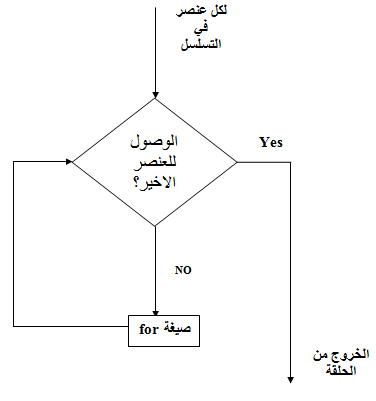 لكل عنصر
في
التسلسل
الوصول
للعنصر
الاخير؟
Yes
NO
صيغة for
الخروج من
الحلقة